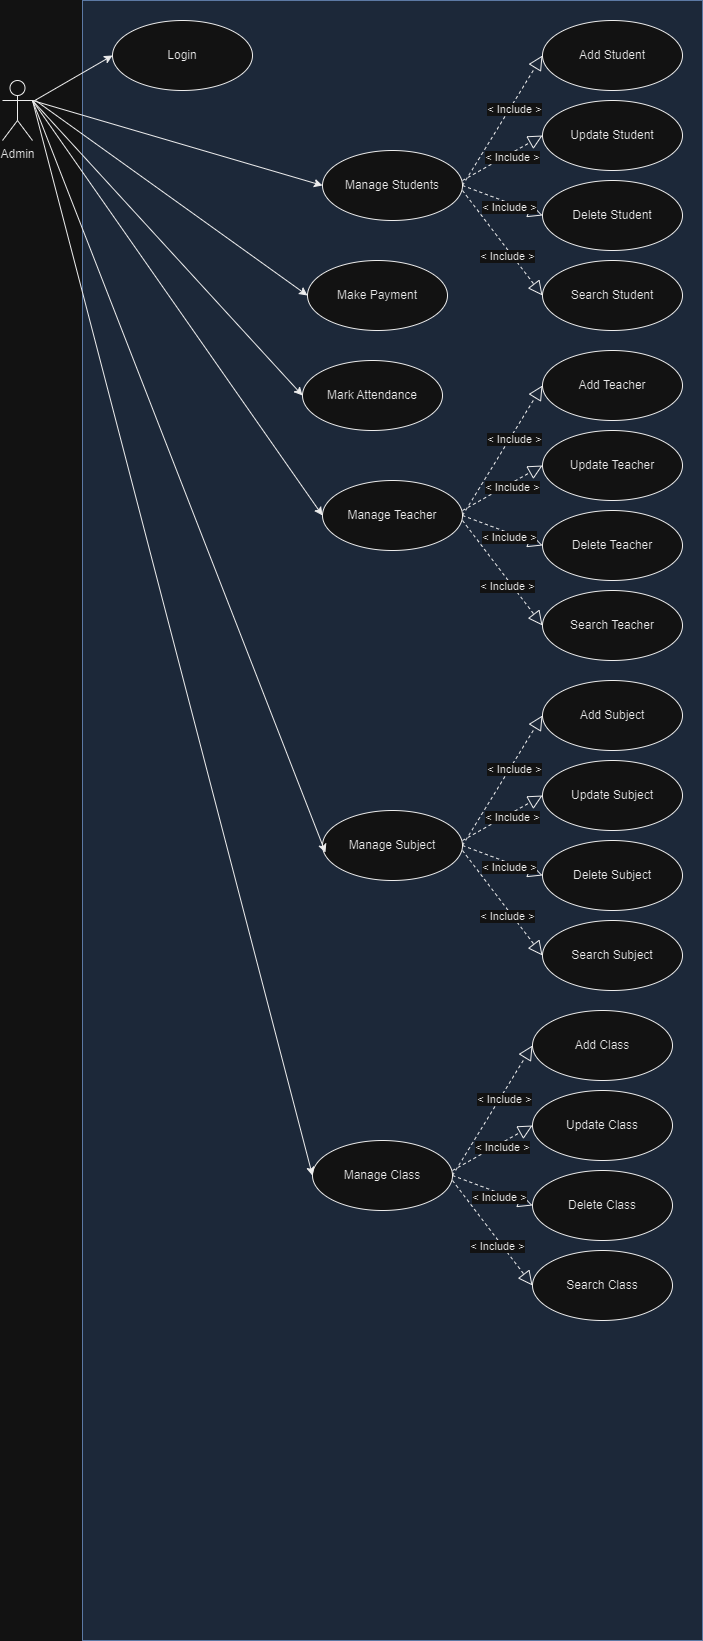 Login
Admin
Manage Students
< Include >
< Include >
< Include >
< Include >
Add Student
Update Student
Delete Student
Search Student
Make Payment
Mark Attendance
Manage Teacher
< Include >
< Include >
< Include >
< Include >
Add Teacher
Update Teacher
Delete Teacher
Search Teacher
Manage Subject
< Include >
< Include >
< Include >
< Include >
Add Subject
Update Subject
Delete Subject
Search Subject
Manage Class
< Include >
< Include >
< Include >
< Include >
Add Class
Update Class
Delete Class
Search Class